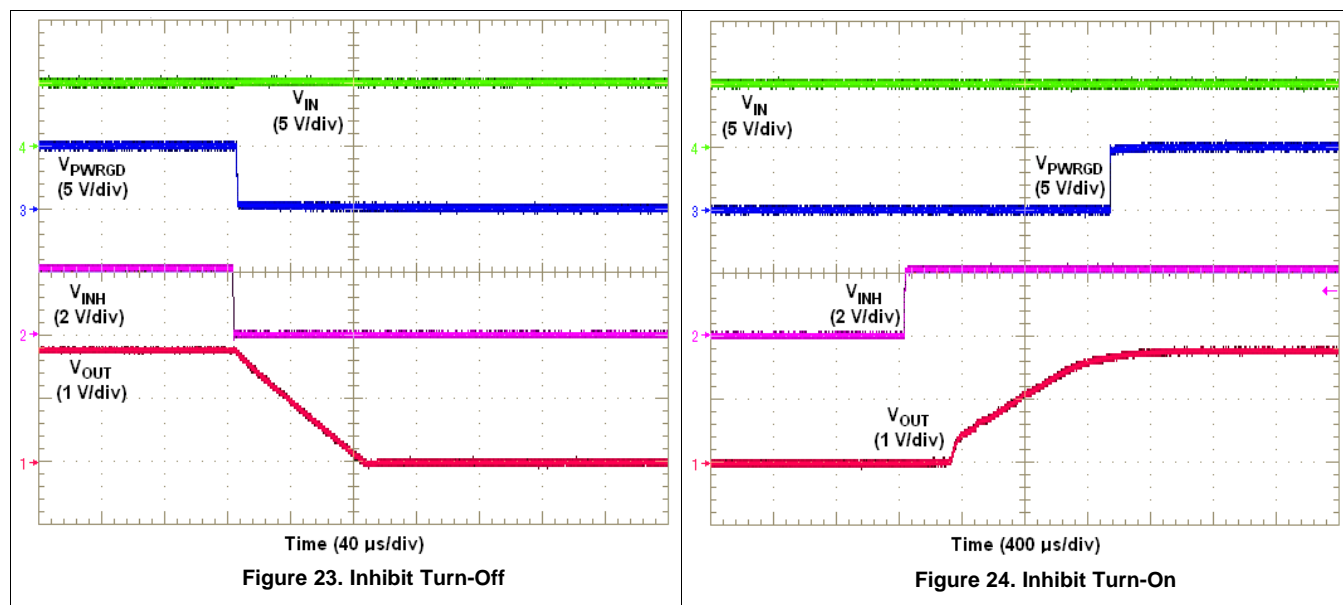 V_IN
(5 V/div)
4
V_PWRGD
(5 V/div)
3
V_INH
(2 V/div)
2
V_OUT
(1 V/div)
1
Time (40 µs/div)
Figure 23. Inhibit Turn-Off
V_IN
(5 V/div)
4
V_PWRGD
(5 V/div)
3
V_INH
(2 V/div)
2
V_OUT
(1 V/div)
1
Time (400 µs/div)
Figure 24. Inhibit Turn-On